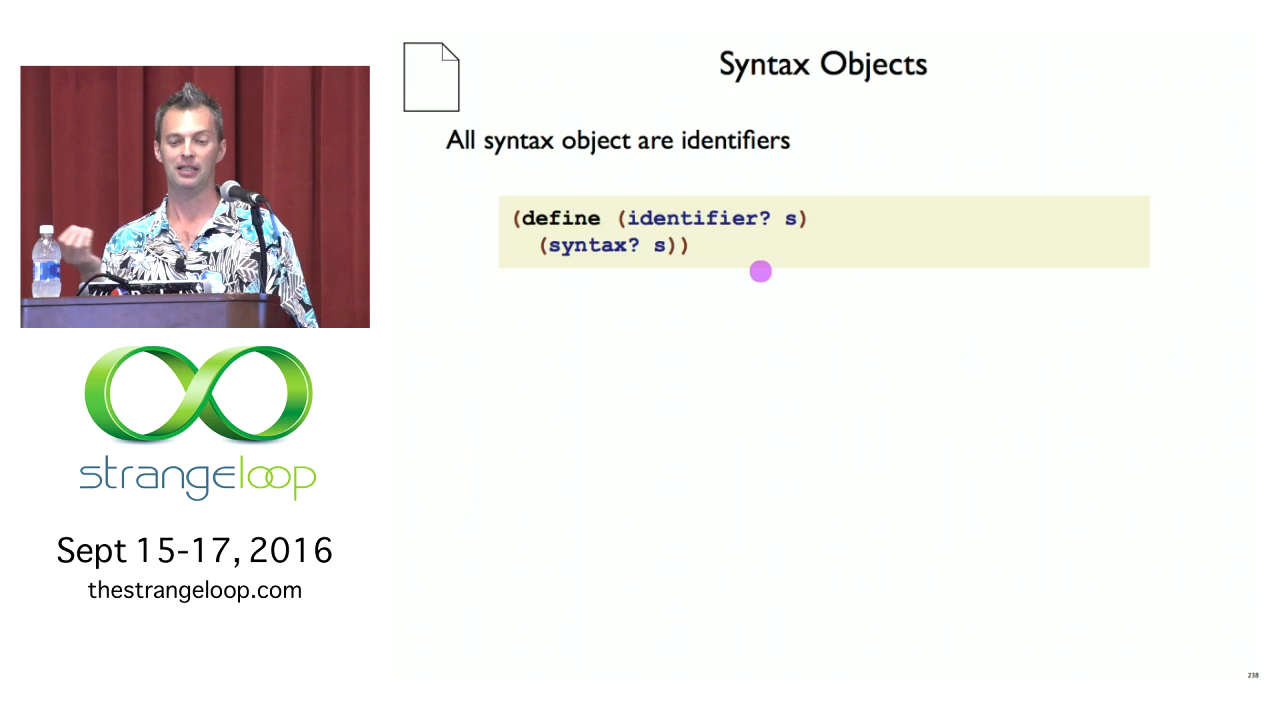 Syntax Objects
All syntax object are identifiers
(define (identifier? s)
(syntax? s))
strangeloop
Sept 15-17, 2016
thestrangeloop.com
238